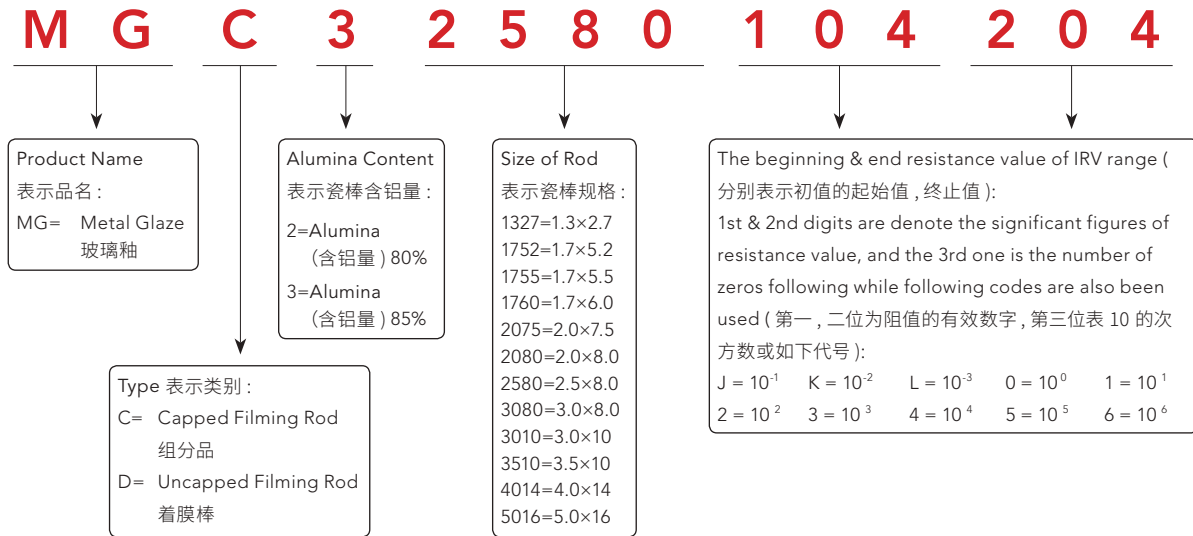 M G C 3 2 5 8 0 1 0 4 2 0 4
Product Name
表示品名 :
MG= Metal Glaze
玻璃釉
Type 表示类别 :
C= Capped Filming Rod
组分品
D= Uncapped Filming Rod
着膜棒
Alumina Content
表示瓷棒含铝量 :
2=Alumina
(含铝量 ) 80%
3=Alumina
(含铝量 ) 85%
Size of Rod
表示瓷棒规格 :
1327=1.3×2.7
1752=1.7×5.2
1755=1.7×5.5
1760=1.7×6.0
2075=2.0×7.5
2080=2.0×8.0
2580=2.5×8.0
3080=3.0×8.0
3010=3.0×10
3510=3.5×10
4014=4.0×14
5016=5.0×16
The beginning & end resistance value of IRV range (
分别表示初值的起始值 , 终止值 ):
1st & 2nd digits are denote the significant figures of
resistance value, and the 3rd one is the number of
zeros following while following codes are also been
used ( 第一 , 二位为阻值的有效数字 , 第三位表 10 的次
方数或如下代号 ):
J = 10⁻¹ K = 10⁻² L = 10⁻³ 0 = 10⁰ 1 = 10¹
2 = 10² 3 = 10³ 4 = 10⁴ 5 = 10⁵ 6 = 10⁶